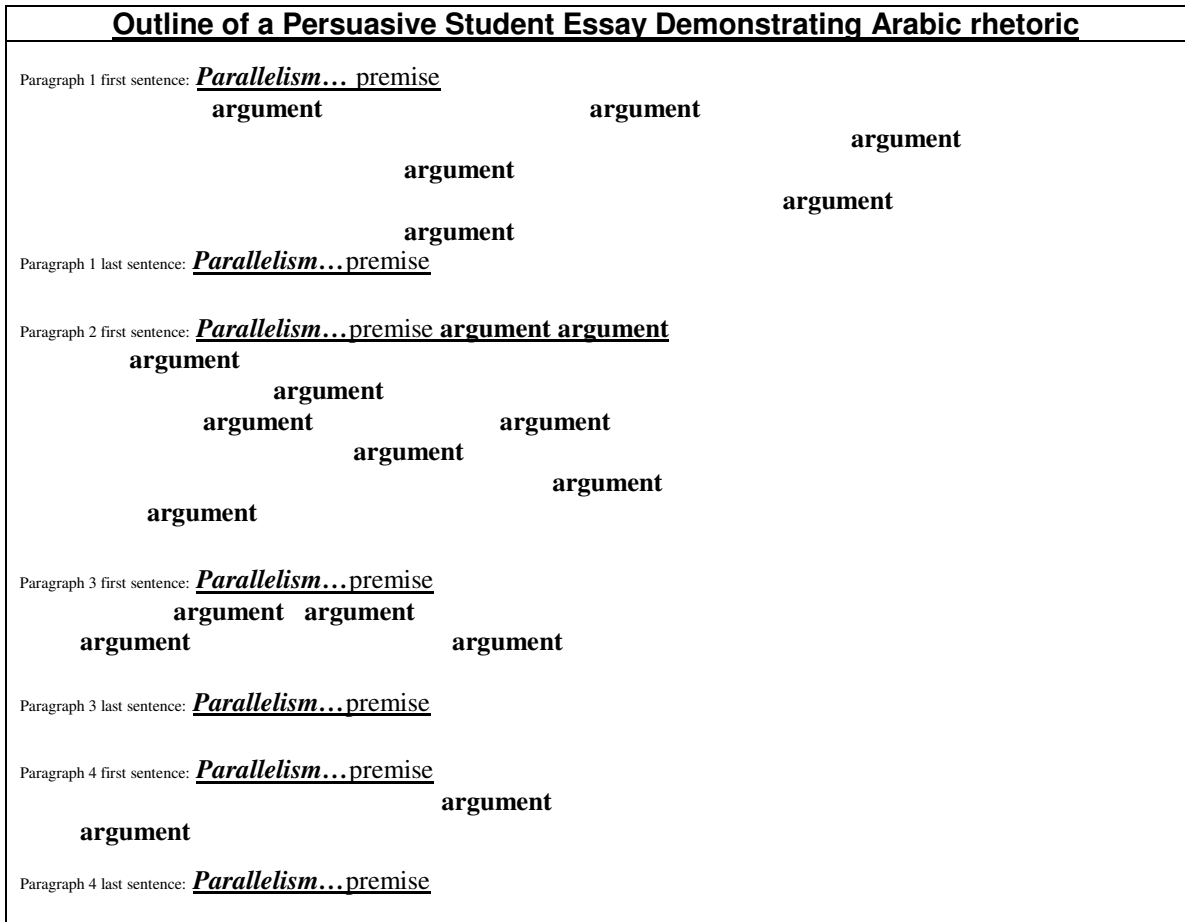 Outline of a Persuasive Student Essay Demonstrating Arabic rhetoric
Paragraph 1 first sentence: Parallelism… premise
argument argument
argument
argument
argument
argument
Paragraph 1 last sentence: Parallelism…premise
Paragraph 2 first sentence: Parallelism…premise argument argument
argument
argument
argument argument
argument
argument
argument
Paragraph 3 first sentence: Parallelism…premise
argument argument
argument argument
Paragraph 3 last sentence: Parallelism…premise
Paragraph 4 first sentence: Parallelism…premise
argument
argument
Paragraph 4 last sentence: Parallelism…premise